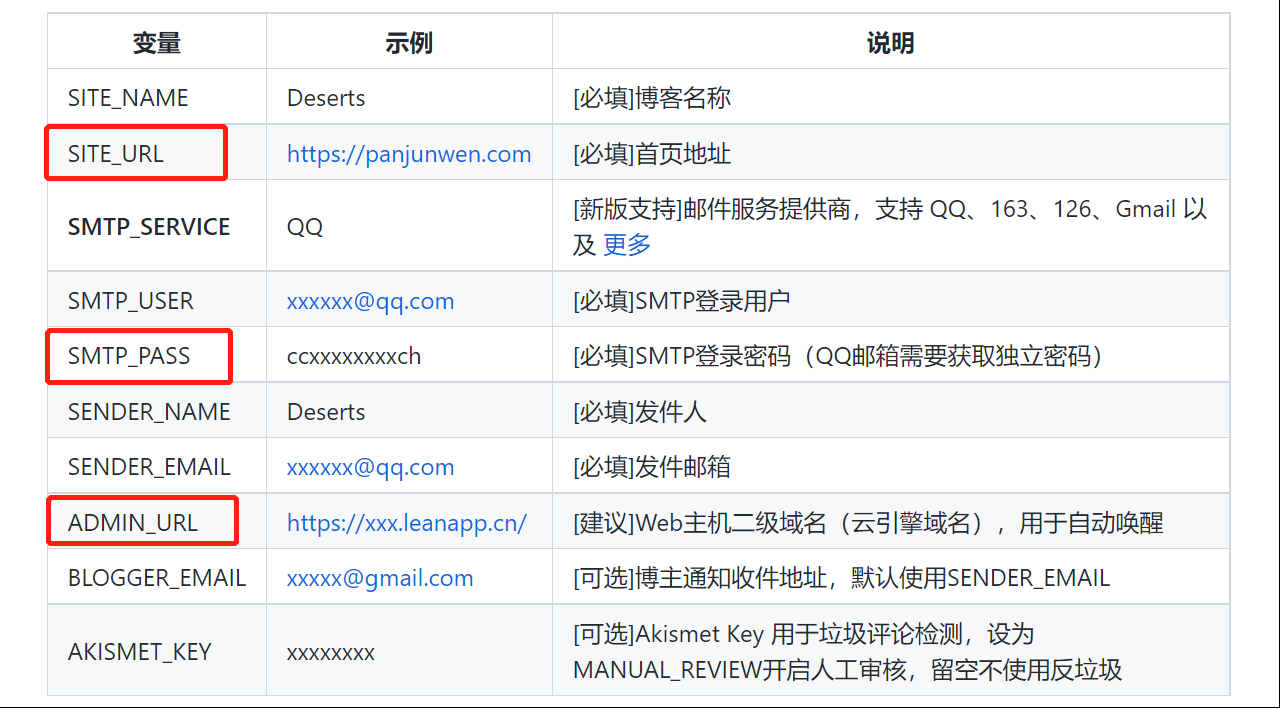 变量 示例 说明
SITE_NAME Deserts [必填]博客名称
SITE_URL https://panjunwen.com [必填]首页地址
SMTP_SERVICE QQ [新版支持]邮件服务提供商，支持 QQ、163、126、Gmail 以
及 更多
SMTP_USER xxxxxx@qq.com [必填]SMTP登录用户
SMTP_PASS ccxxxxxxxxch [必填]SMTP登录密码（QQ邮箱需要获取独立密码）
SENDER_NAME Deserts [必填]发件人
SENDER_EMAIL xxxxxx@qq.com [必填]发件邮箱
ADMIN_URL https://xxx.leanapp.cn/ [建议]Web主机二级域名（云引擎域名），用于自动唤醒
BLOGGER_EMAIL xxxxx@gmail.com [可选]博主通知收件地址，默认使用SENDER_EMAIL
AKISMET_KEY xxxxxxxx [可选]Akismet Key 用于垃圾评论检测，设为
MANUAL_REVIEW开启人工审核，留空不使用反垃圾